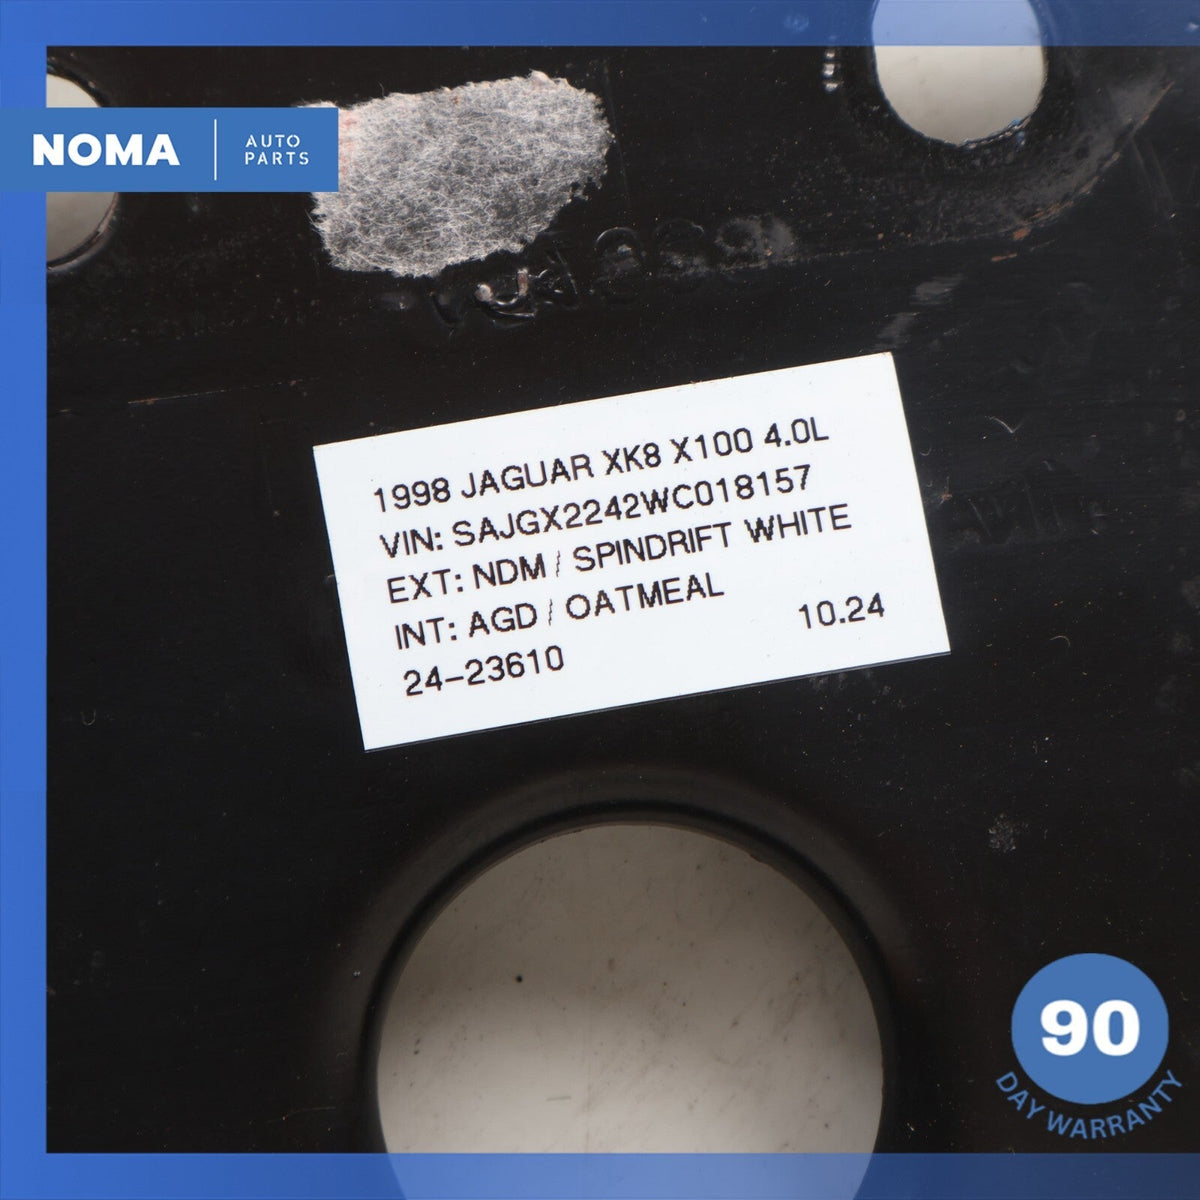 NOMA
AUTO
PARTS
1998 JAGUAR XK8 X100 4.0L
VIN: SAJGX2242WC018157
EXT: NDM / SPINDRIFT WHITE
INT: AGD / OATMEAL
24-23610 10.24
90
DAY WARRANTY